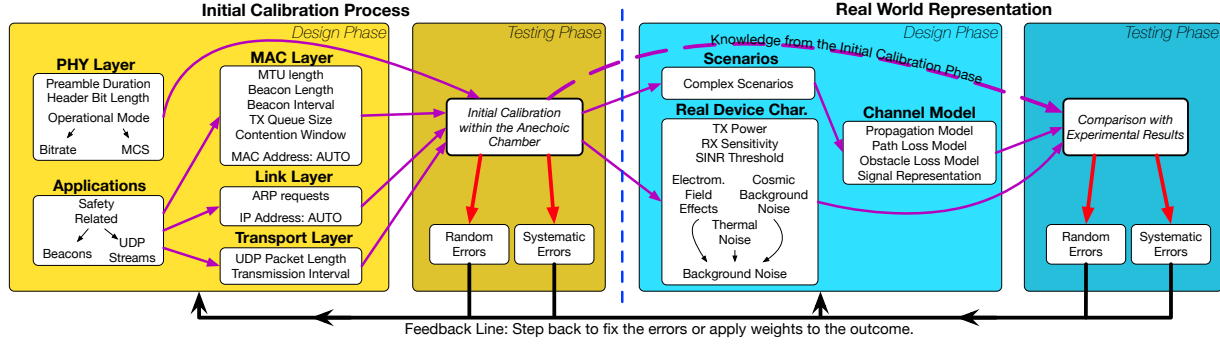 Initial Calibration Process
Design Phase
PHY Layer
Preamble Duration
Header Bit Length
Operational Mode
Bitrate
MCS
Applications
Safety
Related
Beacons
UDP
Streams
MAC Layer
MTU length
Beacon Length
Beacon Interval
TX Queue Size
Contention Window
MAC Address: AUTO
Link Layer
ARP requests
IP Address: AUTO
Transport Layer
UDP Packet Length
Transmission Interval
Testing Phase
Initial Calibration
within the Anechoic
Chamber
Random
Errors
Systematic
Errors
Real World Representation
Design Phase
Knowledge from the Initial Calibration Phase
Scenarios
Complex Scenarios
Real Device Char.
TX Power
RX Sensitivity
SINR Threshold
Electrom.
Field
Effects
Cosmic
Background
Noise
Thermal
Noise
Background Noise
Channel Model
Propagation Model
Path Loss Model
Obstacle Loss Model
Signal Representation
Testing Phase
Comparison with
Experimental Results
Random
Errors
Systematic
Errors
Feedback Line: Step back to fix the errors or apply weights to the outcome.